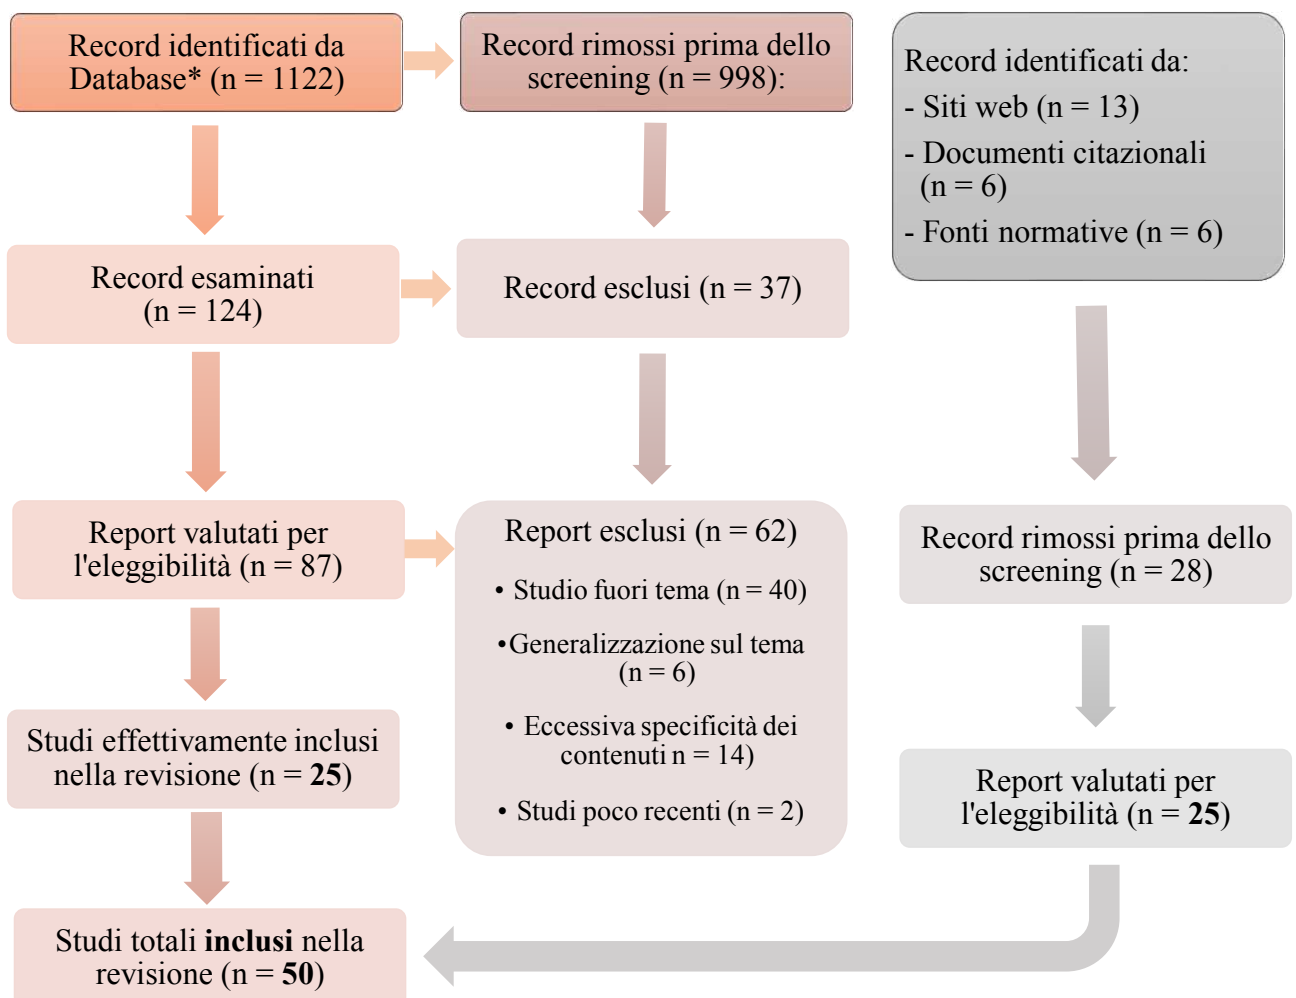 Record identificati da
Database* (n = 1122)
Record rimossi prima dello
screening (n = 998):
Record identificati da:
- Siti web (n = 13)
- Documenti citazionali
(n = 6)
- Fonti normative (n = 6)
Record esaminati
(n = 124)
Record esclusi (n = 37)
Report valutati per
l'eleggibilità (n = 87)
Report esclusi (n = 62)
• Studio fuori tema (n = 40)
•Generalizzazione sul tema
(n = 6)
• Eccessiva specificità dei
contenuti n = 14)
• Studi poco recenti (n = 2)
Record rimossi prima dello
screening (n = 28)
Studi effettivamente inclusi
nella revisione (n = 25)
Report valutati per
l'eleggibilità (n = 25)
Studi totali inclusi nella
revisione (n = 50)